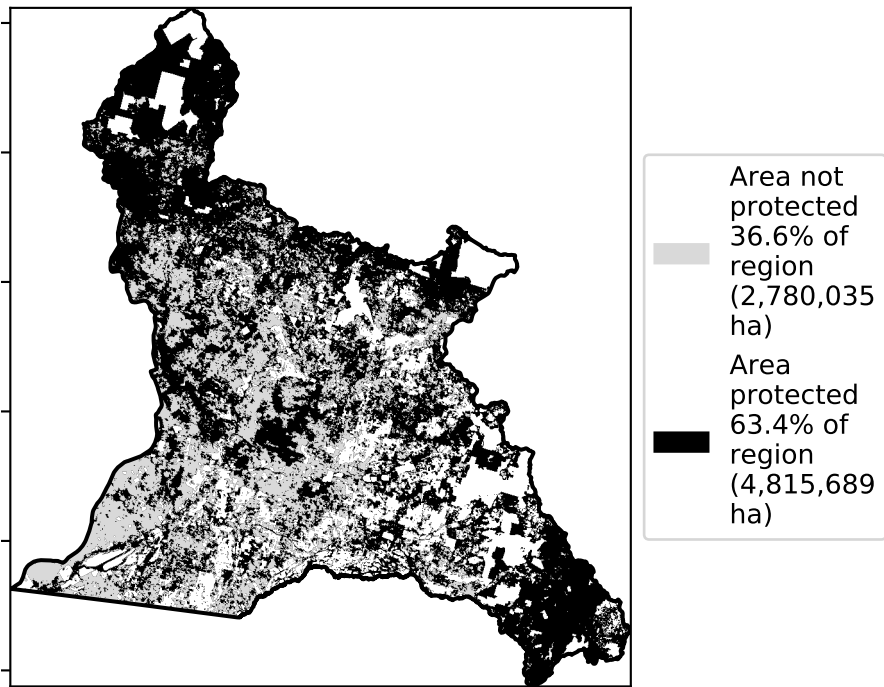 Area not
protected
36.6% of
region
(2,780,035
ha)
Area
protected
63.4% of
region
(4,815,689
ha)